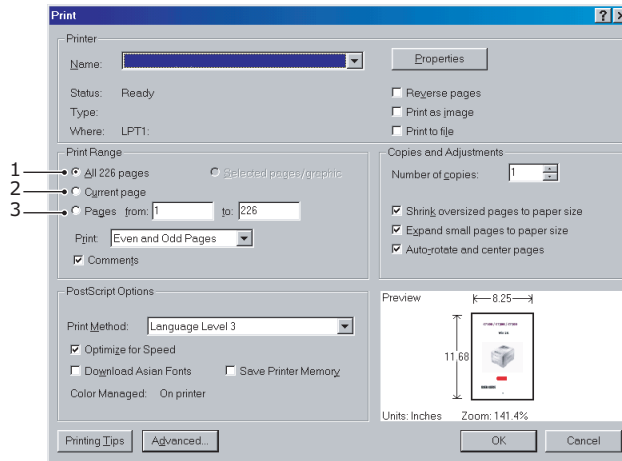 Print
Printer
Name:
Properties
Status: Ready
Reverse pages
Type:
Print as image
Where: LPT1:
Print to file
Print Range
Copies and Adjustments
1 All 226 pages Selected pages/graphic
Number of copies: 1
2 Current page
3 Pages from: 1 to: 226
Shrink oversized pages to paper size
Print: Even and Odd Pages
Expand small pages to paper size
Comments
Auto-rotate and center pages
PostScript Options
Preview 8.25
Print Method: Language Level 3
Optimize for Speed
11.68
Download Asian Fonts Save Printer Memory
Color Managed: On printer
Units: Inches Zoom: 141.4%
Printing Tips Advanced... OK Cancel